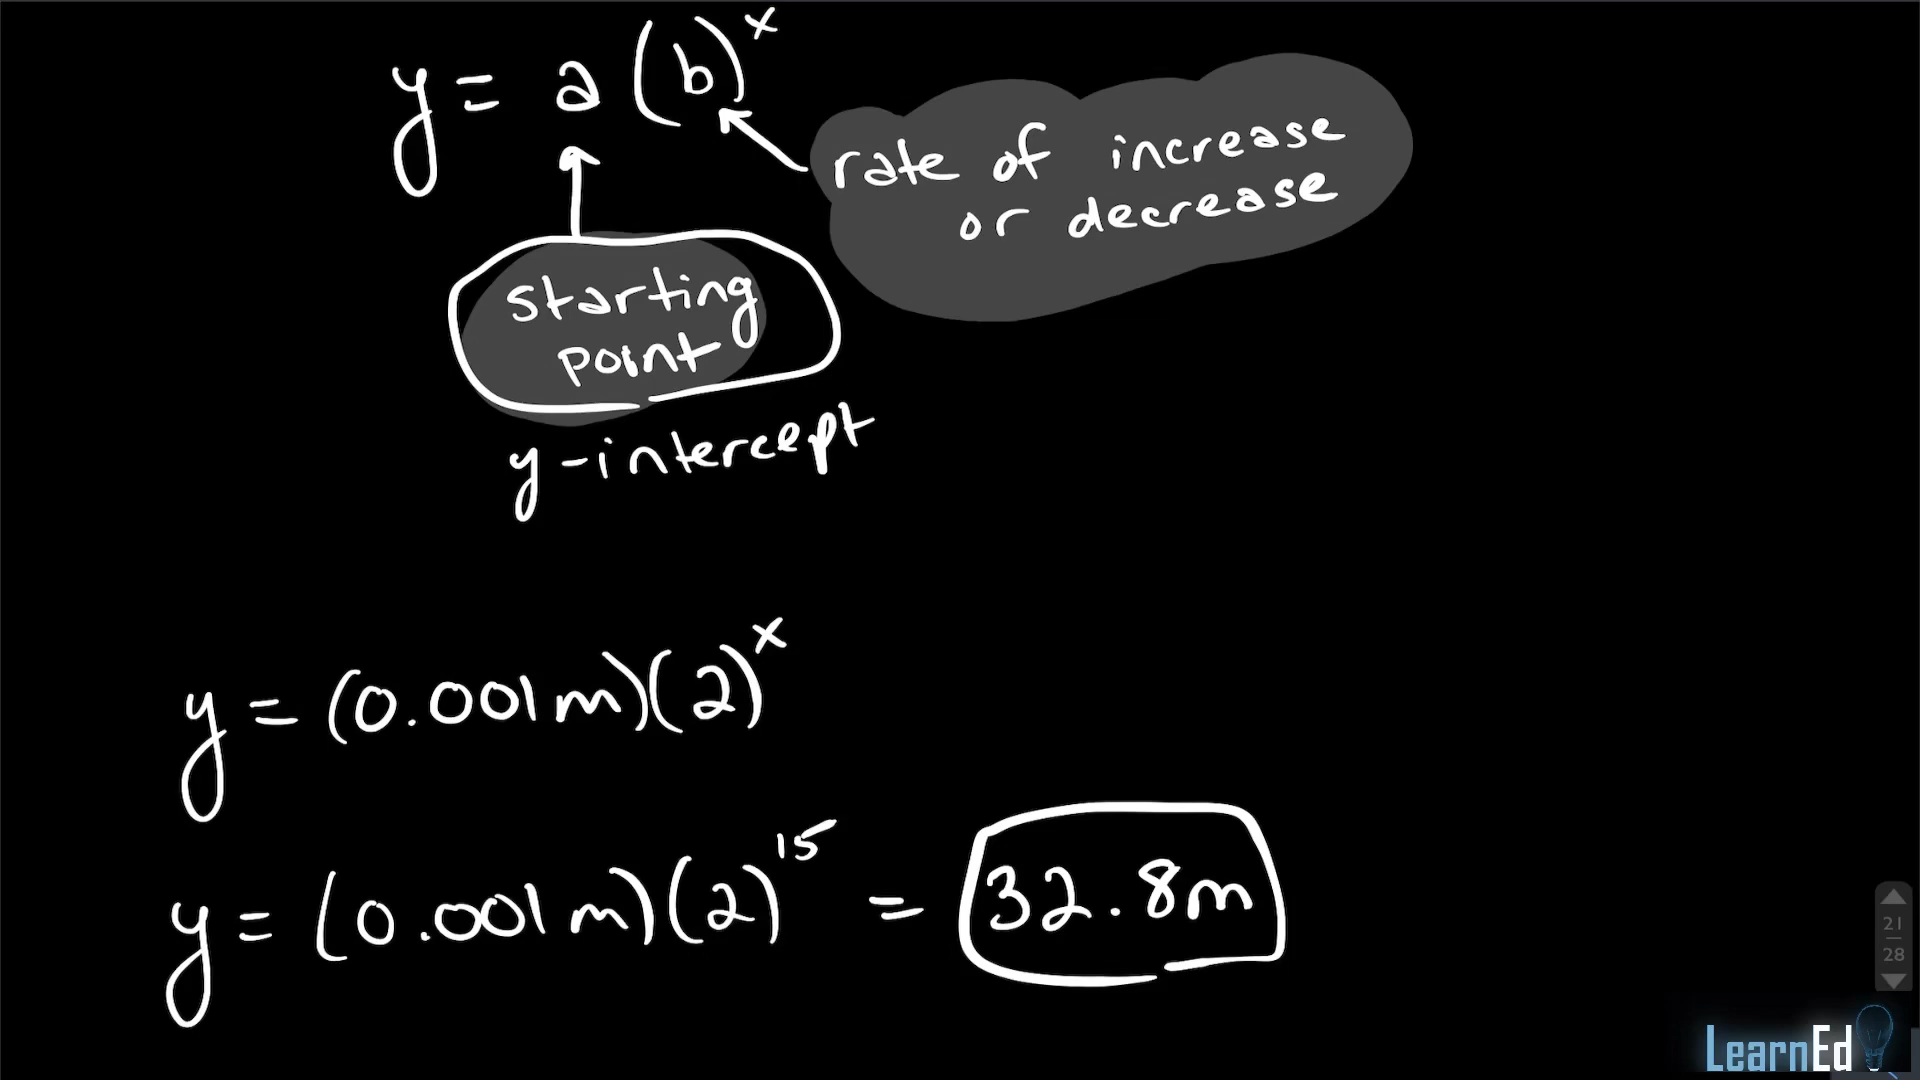 y = a (b)^x
rate of increase
or decrease
starting
point
y-intercept
y = (0.001m)(2)^x
y = (0.001m)(2)^15 = 32.8m
21
28
LearnEd